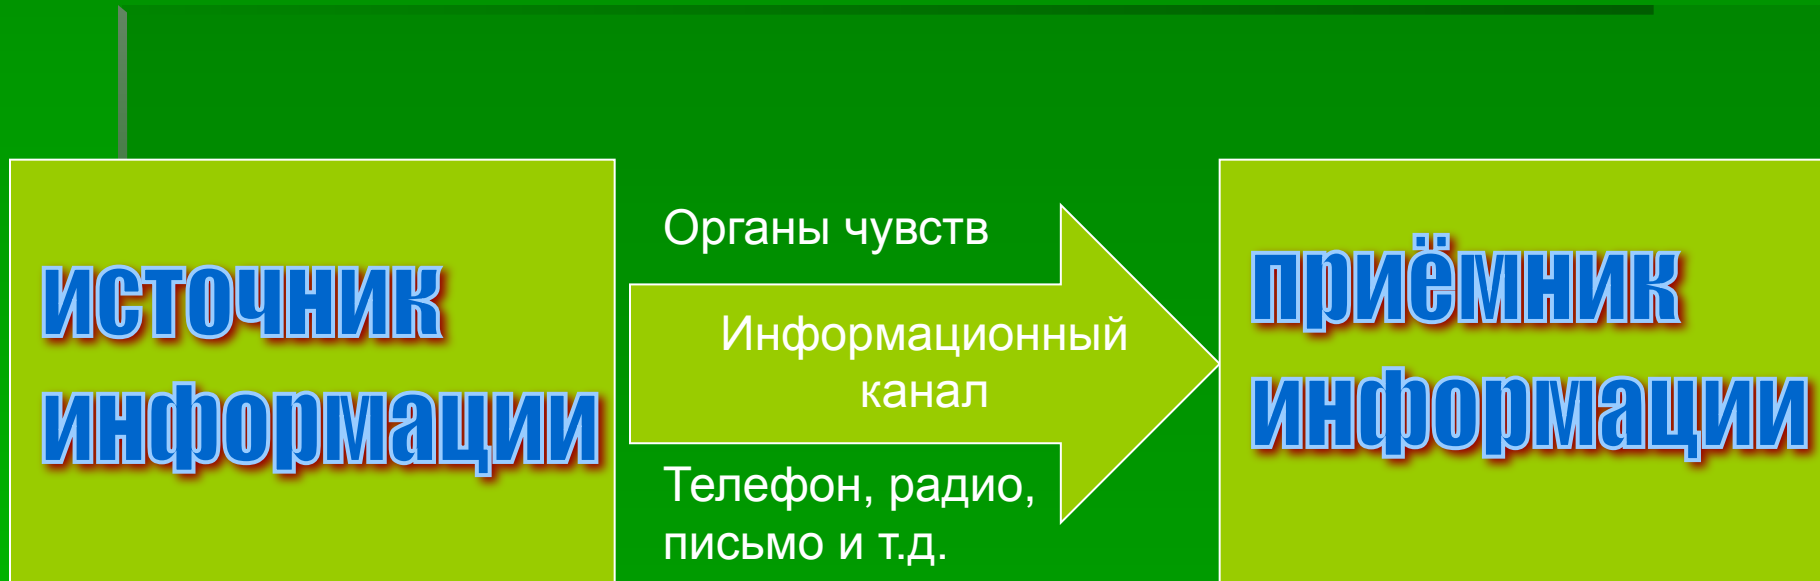 источник
информации
Органы чувств
Информационный
канал
Телефон, радио,
письмо и т.д.
приёмник
информации